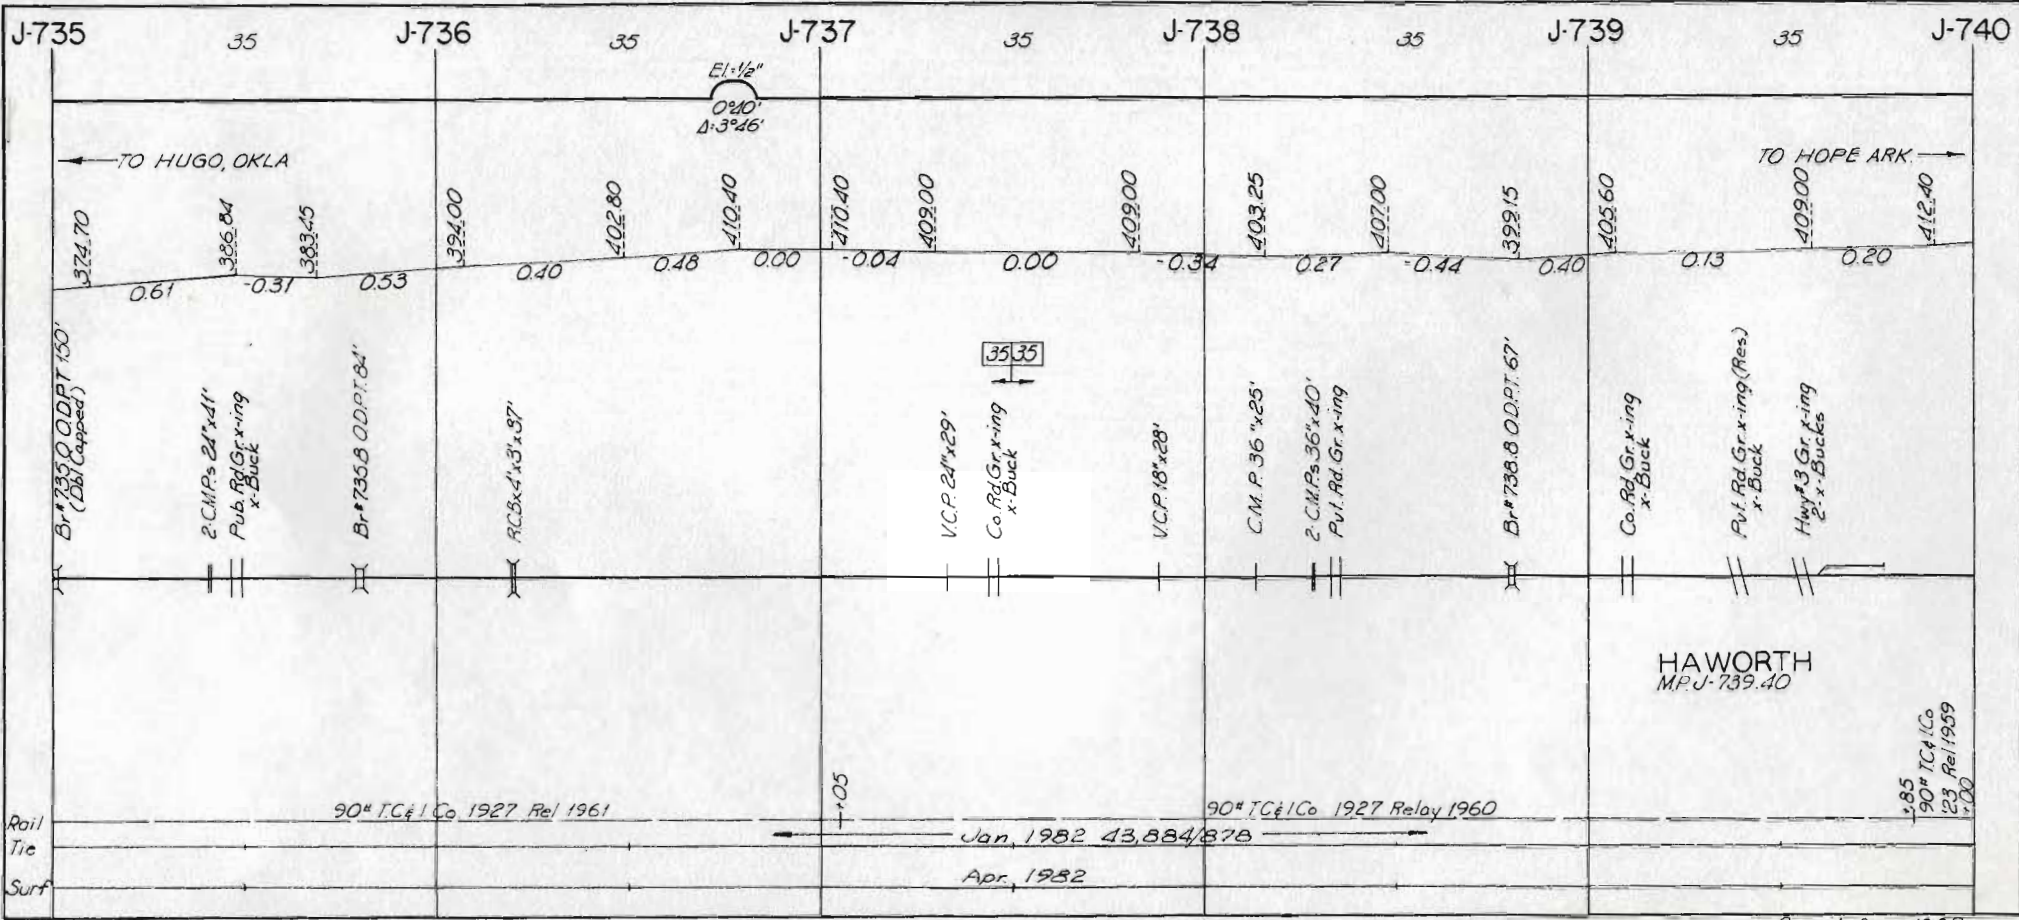 J-735 35 J-736 35 J-737 35 J-738 35 J-739 35 J-740
El:½"
0°40'
Δ:3°46'
TO HUGO, OKLA
TO HOPE ARK.
374.70 386.84 383.45 394.00 402.80 410.40 410.40 409.00 409.00 403.25 407.00 399.15 405.60 409.00 412.40
0.61 -0.31 0.53 0.40 0.48 0.00 -0.04 0.00 -0.34 0.27 -0.44 0.40 0.13 0.20
Br#735.0 O.D.P.T 150'
(Dbl Capped)
2-C.M.P.s 24"x41'
Pub. Rd. Gr. x-ing
x-Buck
Br#735.8 O.D.P.T. 84'
R.C.B.x4'x3'x37'
V.C.P. 24"x29'
35 35
Co. Rd. Gr. x-ing
x-Buck
V.C.P. 18"x28'
C.M.P. 36"x25'
2-C.M.P.s 36"x40'
Pvt. Rd. Gr. x-ing
Br#738.8 O.D.P.T. 67'
Co. Rd. Gr. x-ing
x-Buck
Pvt. Rd. Gr. x-ing (Res.)
x-Buck
Hwy#3 Gr. x-ing
2-x-Bucks
HAWORTH
M.P. J-739.40
+05
+.85
90# TC&I Co
'23 Rel 1959
+00
Rail 90# T.C&I Co 1927 Rel 1961 90# TC&I Co 1927 Relay 1960
Tie Jan. 1982 43,884/878
Surf Apr. 1982